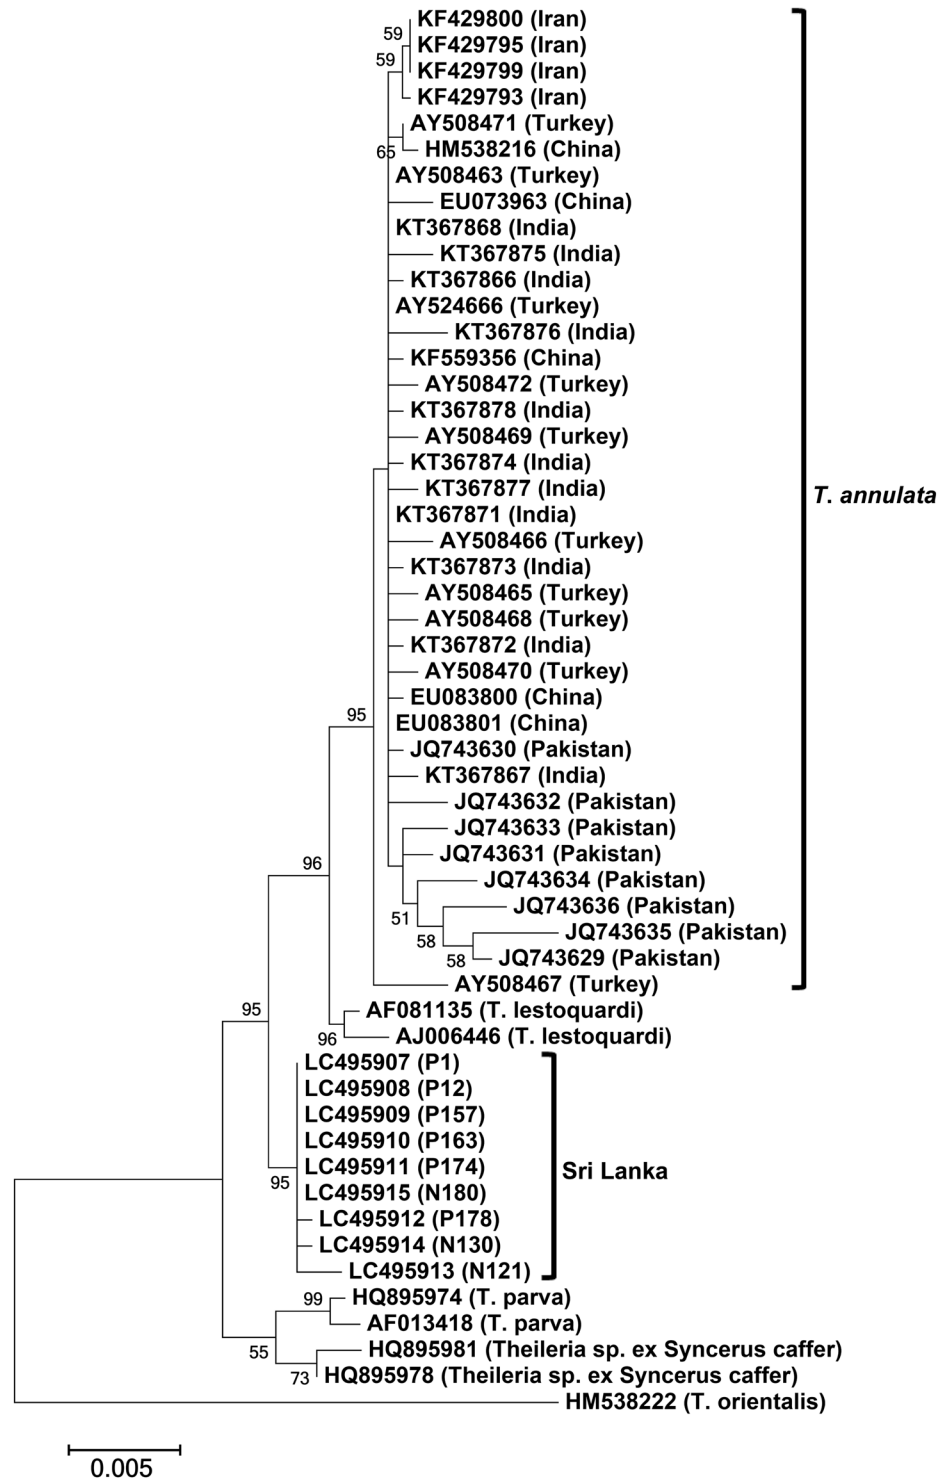 KF429800 (Iran)
59
KF429795 (Iran)
59
KF429799 (Iran)
KF429793 (Iran)
AY508471 (Turkey)
65
HM538216 (China)
AY508463 (Turkey)
EU073963 (China)
KT367868 (India)
KT367875 (India)
KT367866 (India)
AY524666 (Turkey)
KT367876 (India)
KF559356 (China)
AY508472 (Turkey)
KT367878 (India)
AY508469 (Turkey)
KT367874 (India)
KT367877 (India)
T. annulata
KT367871 (India)
AY508466 (Turkey)
KT367873 (India)
AY508465 (Turkey)
AY508468 (Turkey)
KT367872 (India)
AY508470 (Turkey)
EU083800 (China)
95
EU083801 (China)
JQ743630 (Pakistan)
KT367867 (India)
JQ743632 (Pakistan)
JQ743633 (Pakistan)
JQ743631 (Pakistan)
96
JQ743634 (Pakistan)
JQ743636 (Pakistan)
51
JQ743635 (Pakistan)
58
JQ743629 (Pakistan)
58
AY508467 (Turkey)
95
AF081135 (T. lestoquardi)
AJ006446 (T. lestoquardi)
96
LC495907 (P1)
LC495908 (P12)
LC495909 (P157)
LC495910 (P163)
LC495911 (P174)
Sri Lanka
95
LC495915 (N180)
LC495912 (P178)
LC495914 (N130)
LC495913 (N121)
99
HQ895974 (T. parva)
AF013418 (T. parva)
55
HQ895981 (Theileria sp. ex Syncerus caffer)
73
HQ895978 (Theileria sp. ex Syncerus caffer)
HM538222 (T. orientalis)
0.005